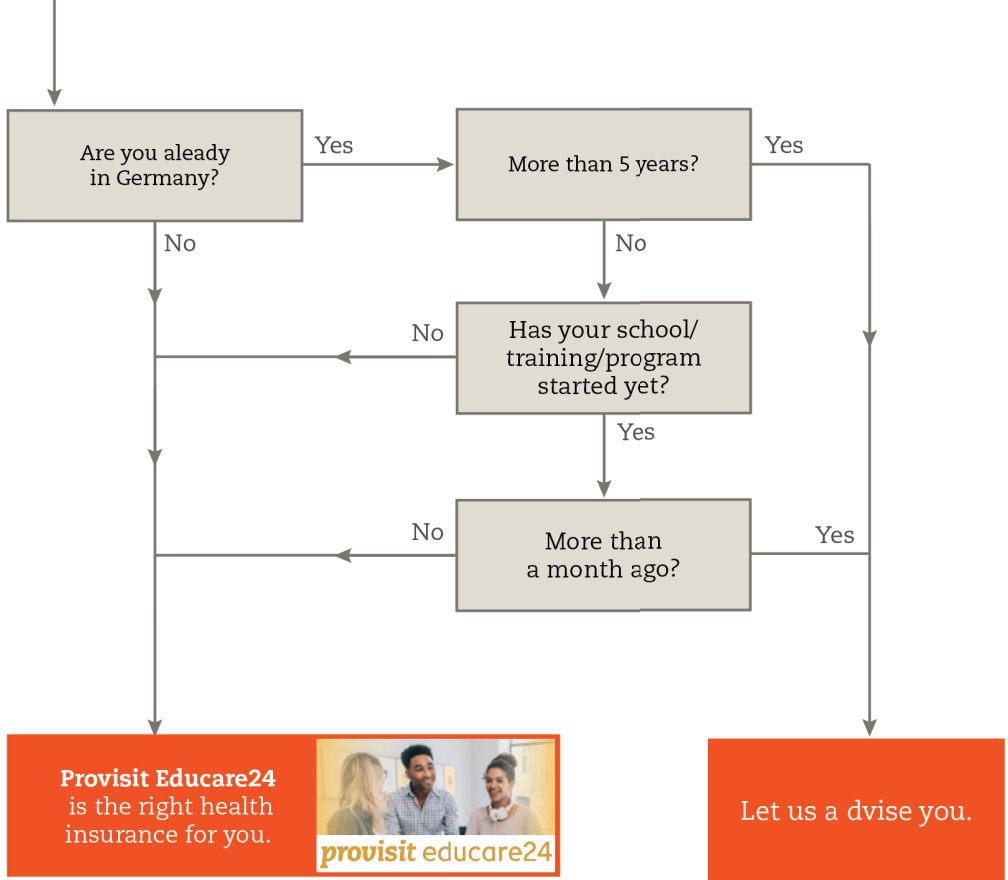 Are you aleady
in Germany?
Yes
More than 5 years?
Yes
No
No
No
Has your school/
training/program
started yet?
Yes
No
More than
a month ago?
Yes
Provisit Educare24
is the right health
insurance for you.
provisit educare24
Let us a dvise you.